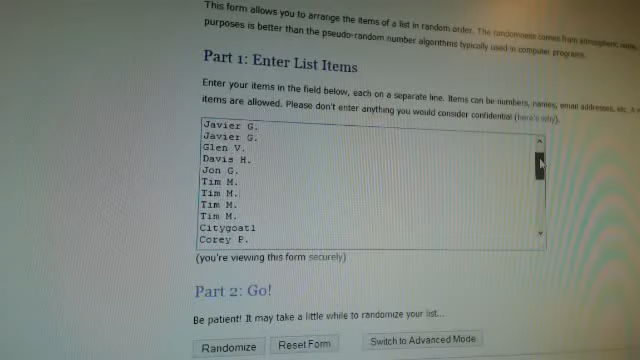 This form allows you to arrange the items of a list in random order. The randomness comes from atmospheric noise,
purposes is better than the pseudo-random number algorithms typically used in computer programs.
Part 1: Enter List Items
Enter your items in the field below, each on a separate line. Items can be numbers, names, email addresses, etc. A
items are allowed. Please don't enter anything you would consider confidential (here's why).
Javier G.
Javier G.
Glen V.
Davis H.
Jon G.
Tim M.
Tim M.
Tim M.
Tim M.
Citygoat1
Corey P.
(you're viewing this form securely)
Part 2: Go!
Be patient! It may take a little while to randomize your list...
Randomize
Reset Form
Switch to Advanced Mode